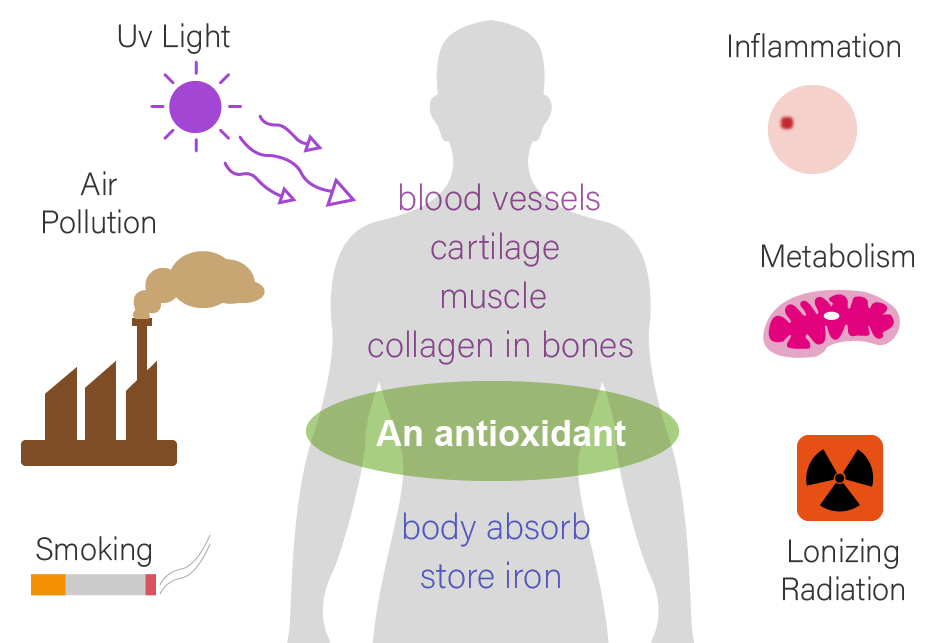 Uv Light
Air
Pollution
Smoking
blood vessels
cartilage
muscle
collagen in bones
An antioxidant
body absorb
store iron
Inflammation
Metabolism
Lonizing
Radiation